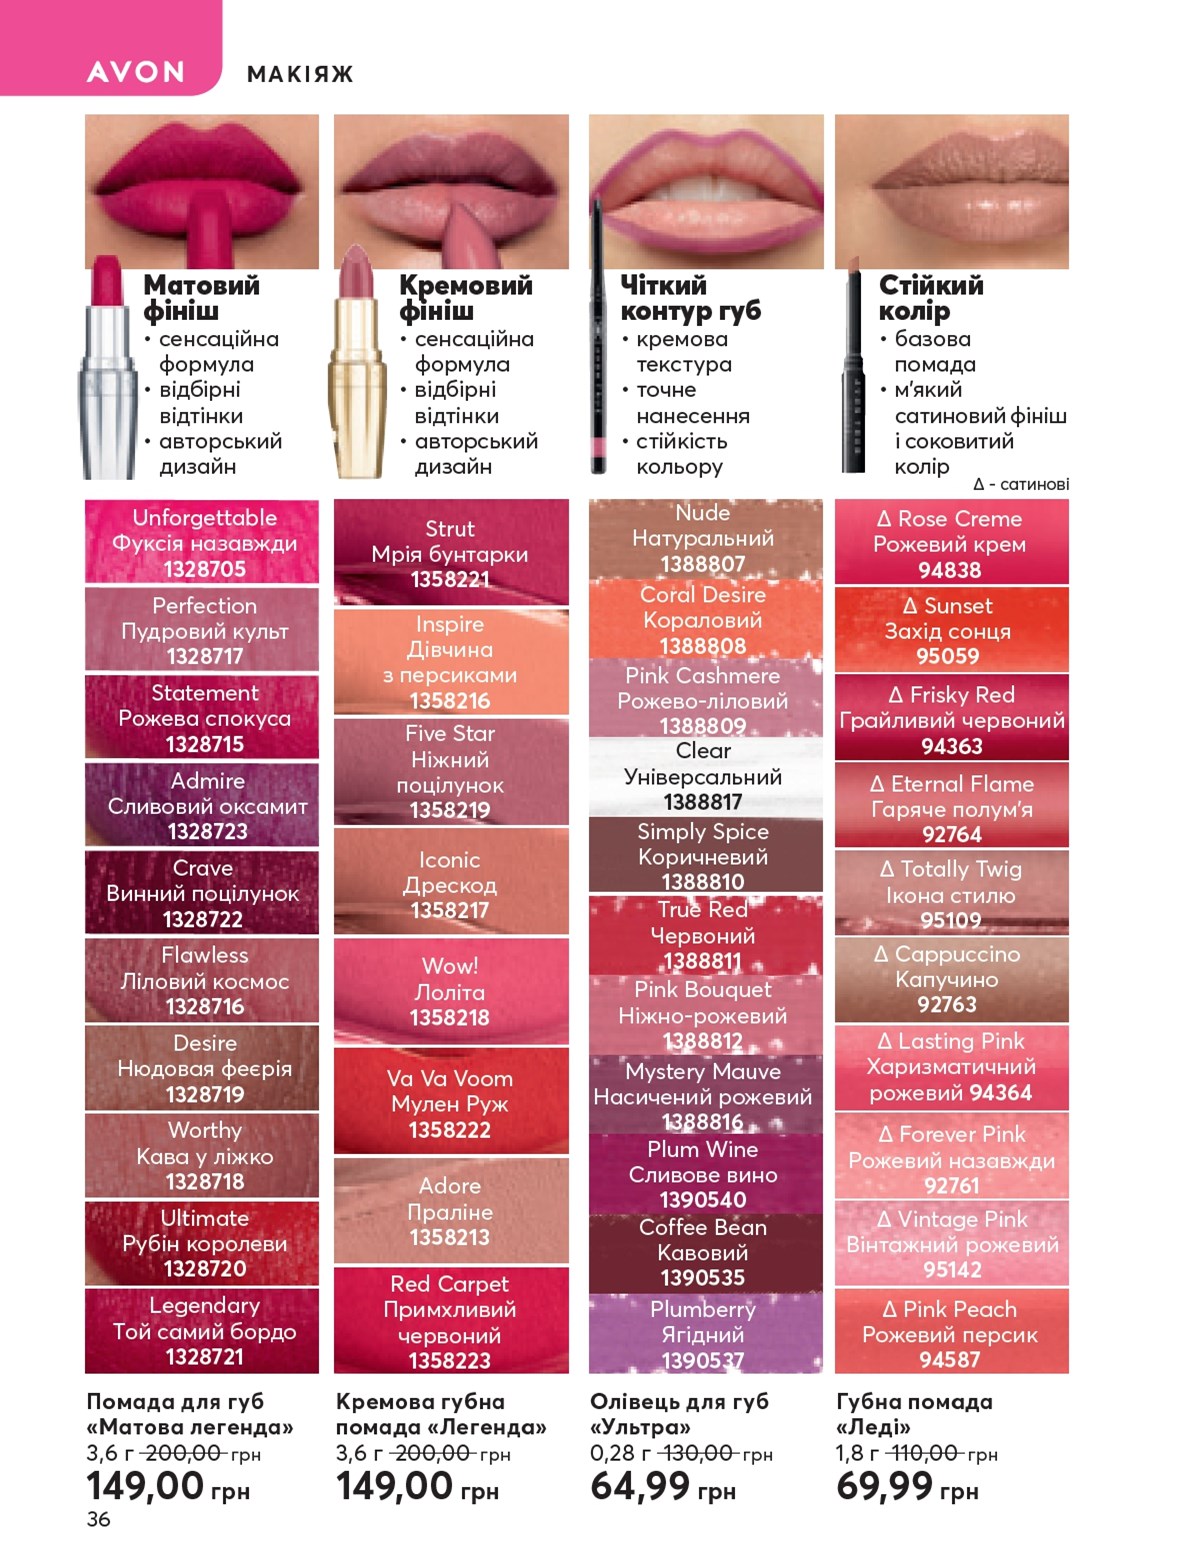 AVON
МАКІЯЖ
Матовий
фініш
• сенсаційна
формула
• відбірні
відтінки
• авторський
дизайн
Кремовий
фініш
• сенсаційна
формула
• відбірні
відтінки
• авторський
дизайн
Чіткий
контур губ
• кремова
текстура
• точне
нанесення
• стійкість
кольору
Стійкий
колір
• базова
помада
• м'який
сатиновий фініш
і соковитий
колір
Δ - сатинові
Unforgettable
Фуксія назавжди
1328705
Perfection
Пудровий культ
1328717
Statement
Рожева спокуса
1328715
Admire
Сливовий оксамит
1328723
Crave
Винний поцілунок
1328722
Flawless
Ліловий космос
1328716
Desire
Нюдовая феєрія
1328719
Worthy
Кава у ліжко
1328718
Ultimate
Рубін королеви
1328720
Legendary
Той самий бордо
1328721
Strut
Мрія бунтарки
1358221
Inspire
Дівчина
з персиками
1358216
Five Star
Ніжний
поцілунок
1358219
Iconic
Дрескод
1358217
Wow!
Лоліта
1358218
Va Va Voom
Мулен Руж
1358222
Adore
Праліне
1358213
Red Carpet
Примхливий
червоний
1358223
Nude
Натуральний
1388807
Coral Desire
Кораловий
1388808
Pink Cashmere
Рожево-ліловий
1388809
Clear
Універсальний
1388817
Simply Spice
Коричневий
1388810
True Red
Червоний
1388811
Pink Bouquet
Ніжно-рожевий
1388812
Mystery Mauve
Насичений рожевий
1388816
Plum Wine
Сливове вино
1390540
Coffee Bean
Кавовий
1390535
Plumberry
Ягідний
1390537
Δ Rose Creme
Рожевий крем
94838
Δ Sunset
Захід сонця
95059
Δ Frisky Red
Грайливий червоний
94363
Δ Eternal Flame
Гаряче полум'я
92764
Δ Totally Twig
Ікона стилю
95109
Δ Cappuccino
Капучино
92763
Δ Lasting Pink
Харизматичний
рожевий 94364
Δ Forever Pink
Рожевий назавжди
92761
Δ Vintage Pink
Вінтажний рожевий
95142
Δ Pink Peach
Рожевий персик
94587
Помада для губ
«Матова легенда»
3,6 г 200,00 грн
149,00 грн
Кремова губна
помада «Легенда»
3,6 г 200,00 грн
149,00 грн
Олівець для губ
«Ультра»
0,28 г 130,00 грн
64,99 грн
Губна помада
«Леді»
1,8 г 110,00 грн
69,99 грн
36